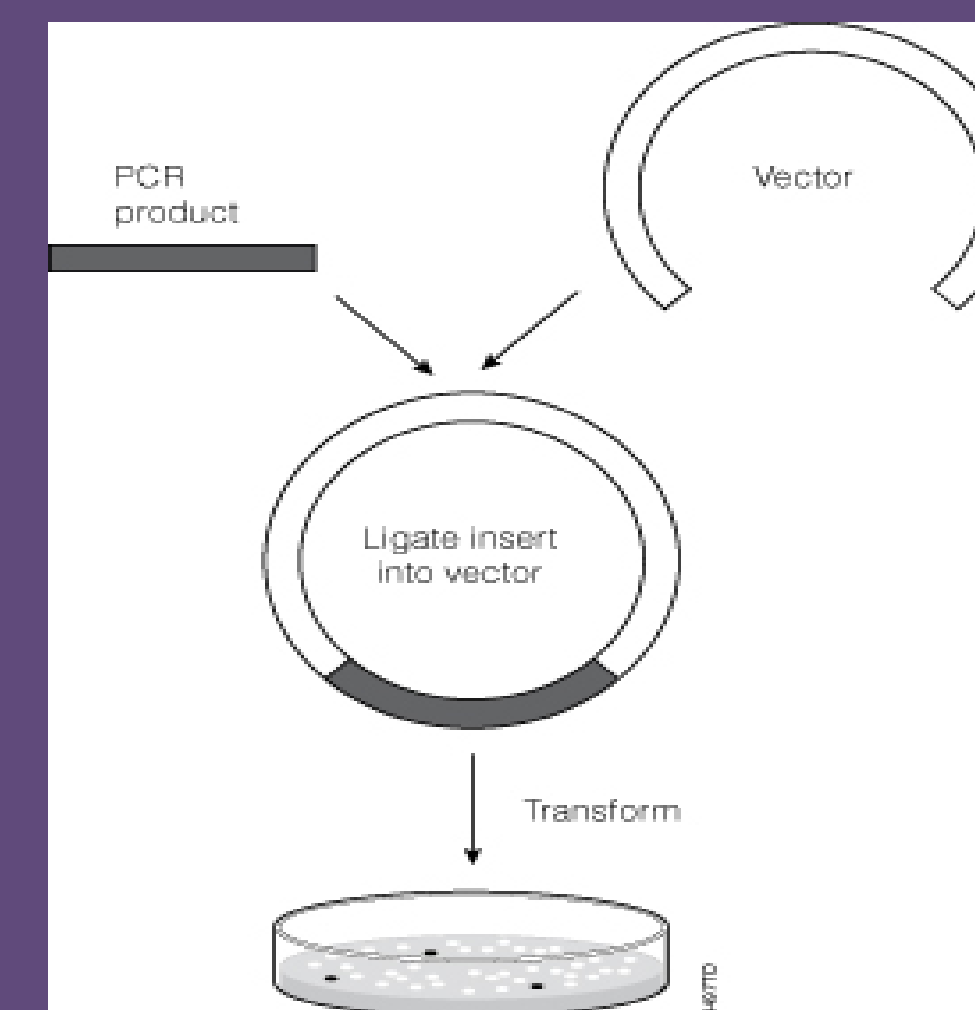 PCR
product
Vector
Ligate insert
into vector
Transform